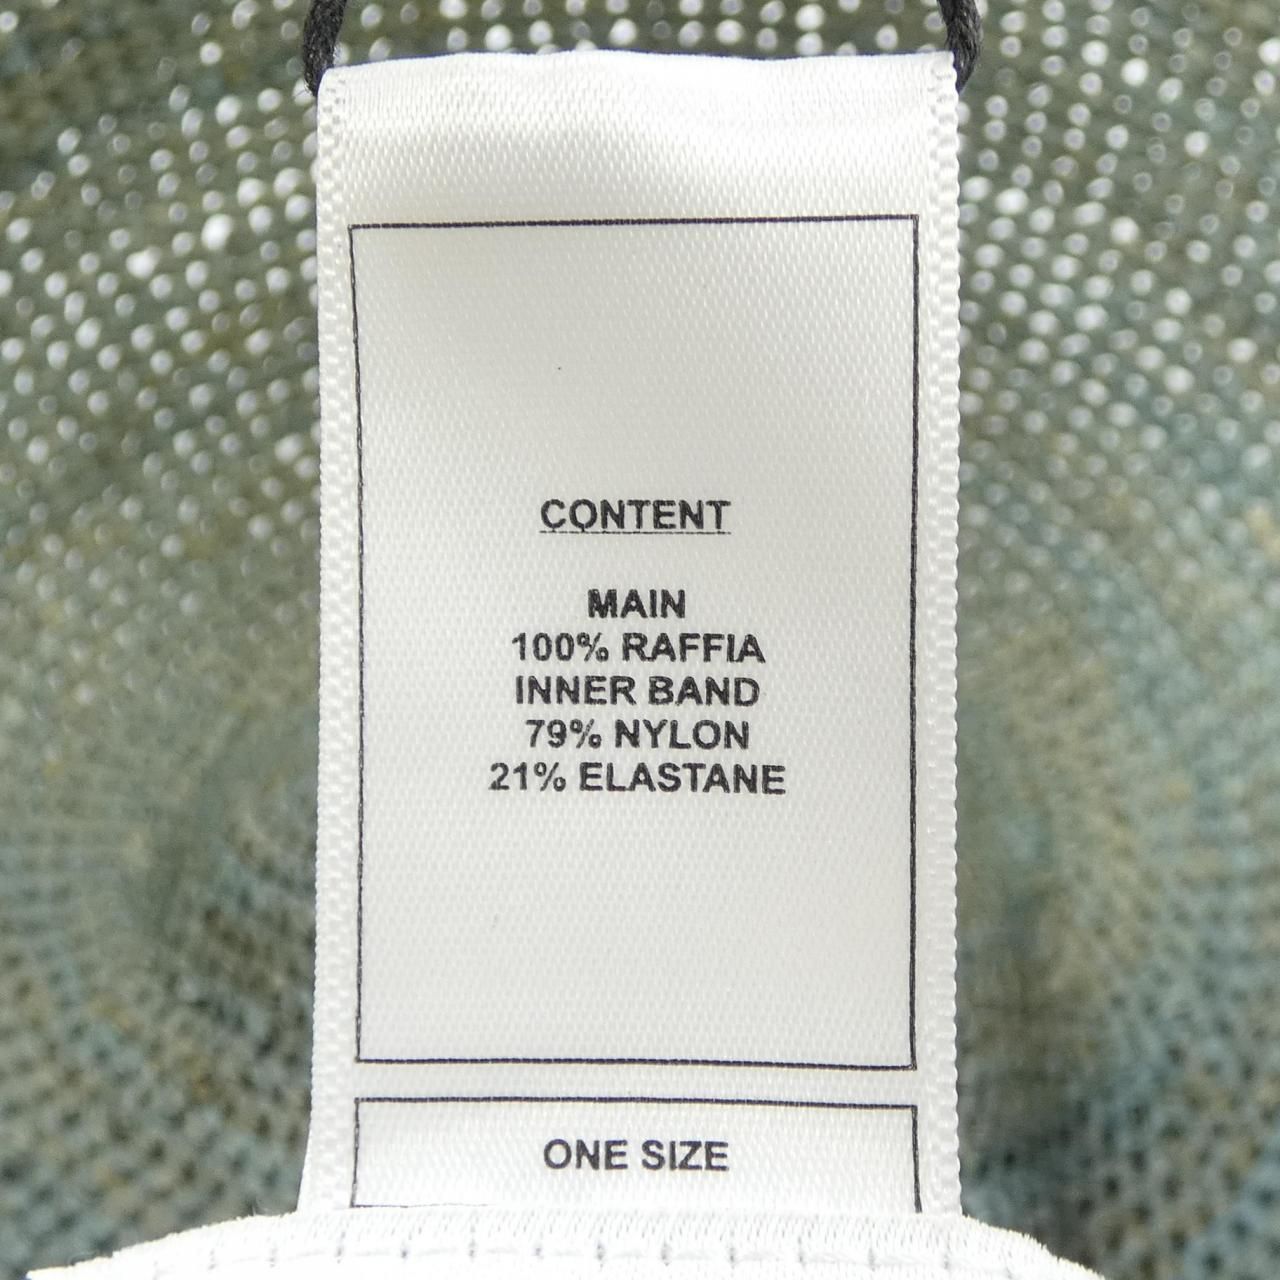 CONTENT
MAIN
100% RAFFIA
INNER BAND
79% NYLON
21% ELASTANE
ONE SIZE